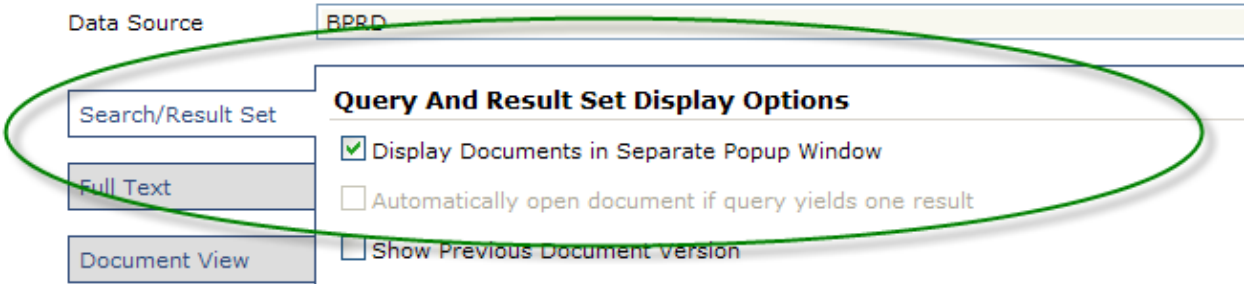 Data Source
BPRD
Search/Result Set
Query And Result Set Display Options
Display Documents in Separate Popup Window
Full Text
Automatically open document if query yields one result
Document View
Show Previous Document Version